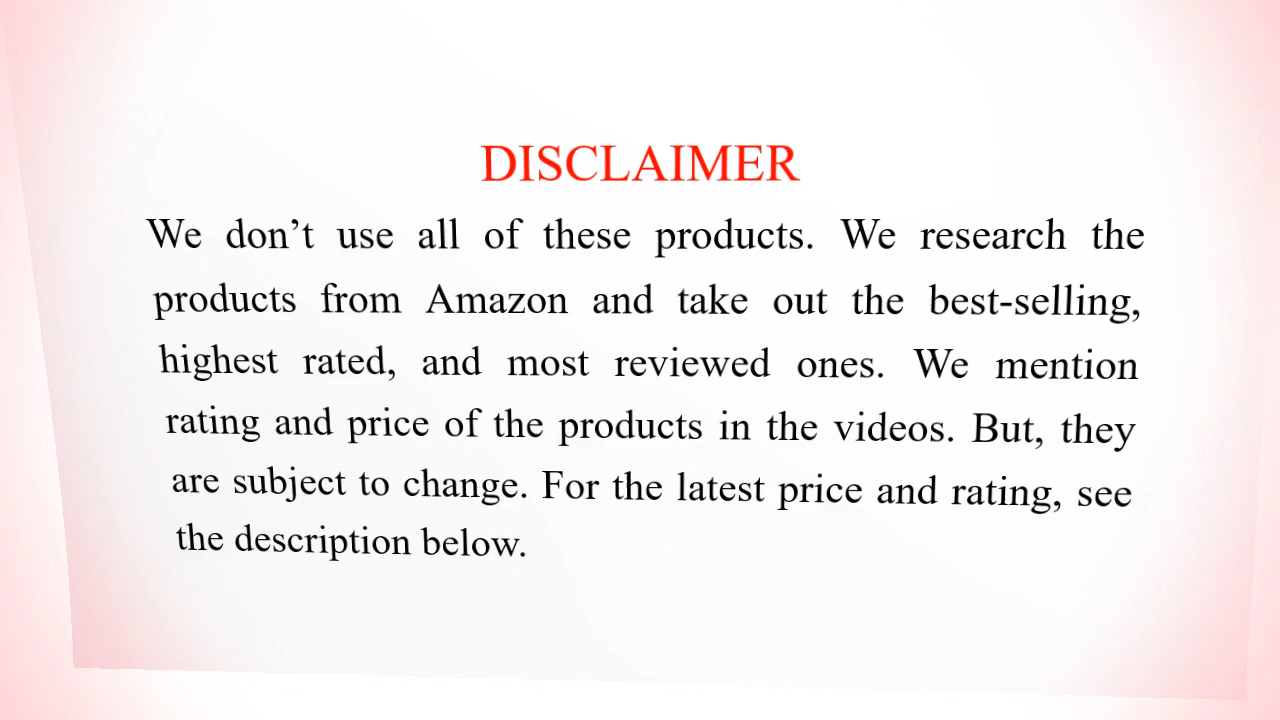 DISCLAIMER
We don’t use all of these products. We research the
products from Amazon and take out the best-selling,
highest rated, and most reviewed ones. We mention
rating and price of the products in the videos. But, they
are subject to change. For the latest price and rating, see
the description below.